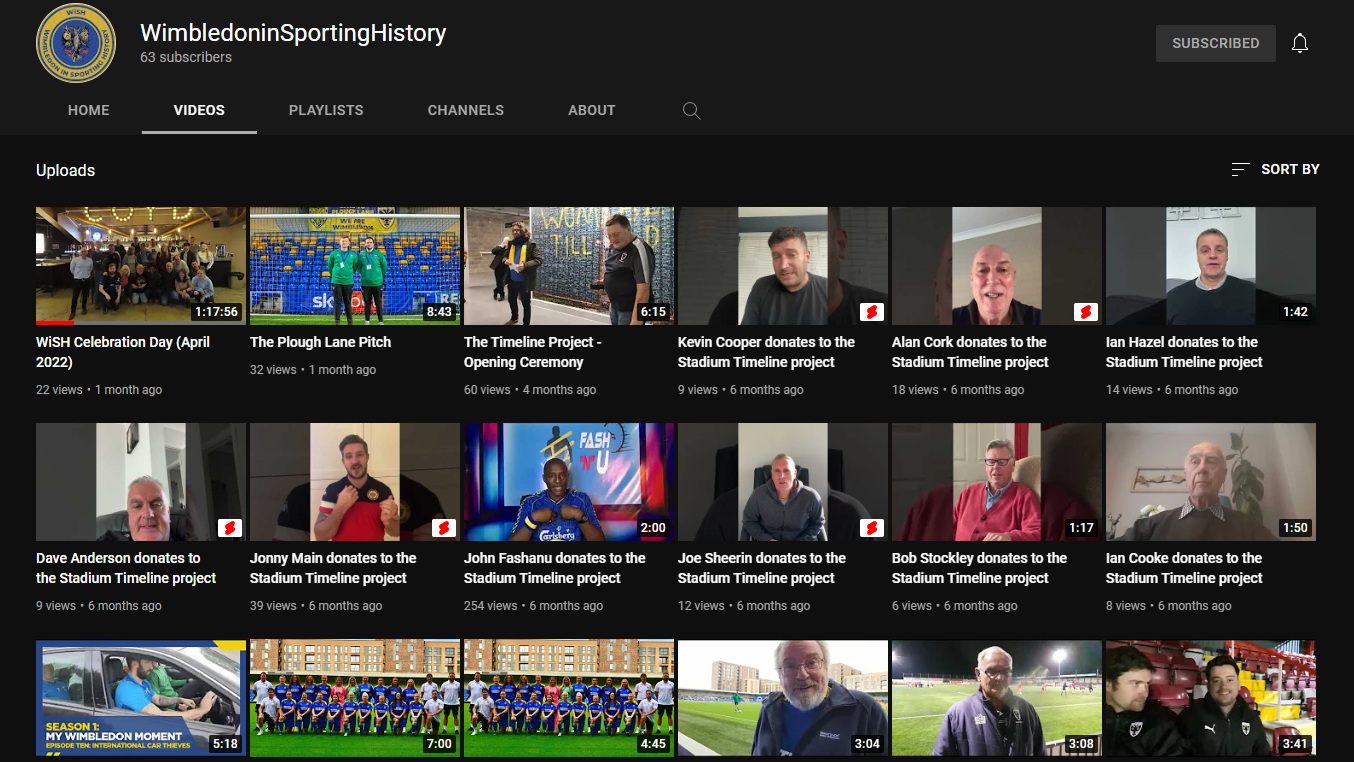 WiSH
WIMBLEDON IN SPORTING HISTORY
WimbledoninSportingHistory
63 subscribers
SUBSCRIBED
HOME
VIDEOS
PLAYLISTS
CHANNELS
ABOUT
Uploads
SORT BY
1:17:56
WE ARE
WIMBLEDON
sky
8:43
6:15
1:42
WiSH Celebration Day (April
2022)
22 views • 1 month ago
The Plough Lane Pitch
32 views • 1 month ago
The Timeline Project -
Opening Ceremony
60 views • 4 months ago
Kevin Cooper donates to the
Stadium Timeline project
9 views • 6 months ago
Alan Cork donates to the
Stadium Timeline project
18 views • 6 months ago
Ian Hazel donates to the
Stadium Timeline project
14 views • 6 months ago
FASH
"N"
U
Carlsberg
2:00
1:17
1:50
Dave Anderson donates to
the Stadium Timeline project
9 views • 6 months ago
Jonny Main donates to the
Stadium Timeline project
39 views • 6 months ago
John Fashanu donates to the
Stadium Timeline project
254 views • 6 months ago
Joe Sheerin donates to the
Stadium Timeline project
12 views • 6 months ago
Bob Stockley donates to the
Stadium Timeline project
6 views • 6 months ago
Ian Cooke donates to the
Stadium Timeline project
8 views • 6 months ago
SEASON 1:
MY WIMBLEDON MOMENT
EPISODE TEN: INTERNATIONAL CAR THIEVES
5:18
7:00
4:45
3:04
3:08
3:41